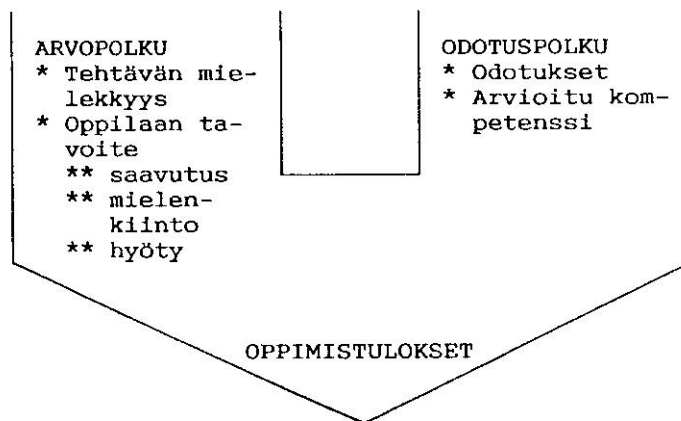 ARVOPOLKU
* Tehtävän mie-
lekkyys
* Oppilaan ta-
voite
** saavutus
** mielen-
kiinto
** hyöty
ODOTUSPOLKU
* Odotukset
* Arvioitu kom-
petenssi
OPPIMISTULOKSET